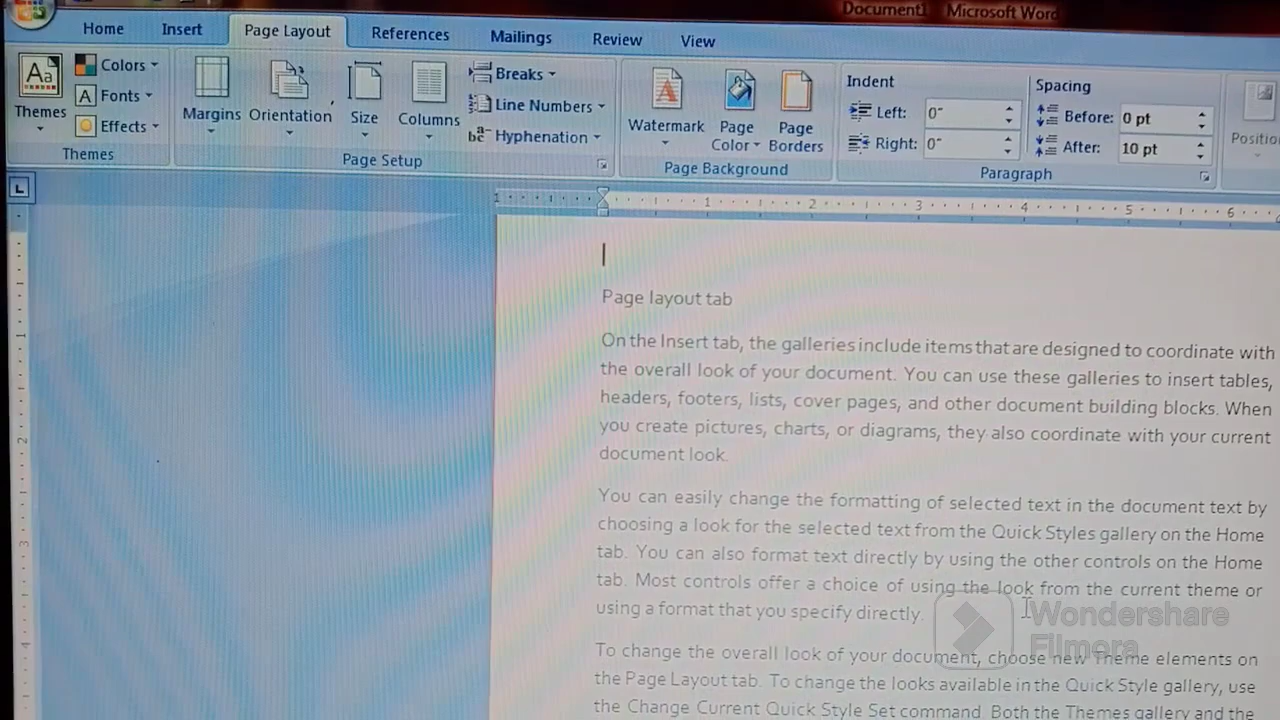 Document1 Microsoft Word
Home Insert Page Layout References Mailings Review View
Aa
Themes
Colors
Fonts
Effects
Themes
Margins
Orientation
Size
Columns
Breaks
Line Numbers
Hyphenation
Page Setup
Watermark
Page
Color
Page
Borders
Page Background
Indent
Left: 0"
Right: 0"
Spacing
Before: 0 pt
After: 10 pt
Paragraph
Positio
Page layout tab
On the Insert tab, the galleries include items that are designed to coordinate with
the overall look of your document. You can use these galleries to insert tables,
headers, footers, lists, cover pages, and other document building blocks. When
you create pictures, charts, or diagrams, they also coordinate with your current
document look.
You can easily change the formatting of selected text in the document text by
choosing a look for the selected text from the Quick Styles gallery on the Home
tab. You can also format text directly by using the other controls on the Home
tab. Most controls offer a choice of using the look from the current theme or
using a format that you specify directly.
To change the overall look of your document, choose new Theme elements on
the Page Layout tab. To change the looks available in the Quick Style gallery, use
the Change Current Quick Style Set command. Both the Themes gallery and the
Wondershare
Filmora